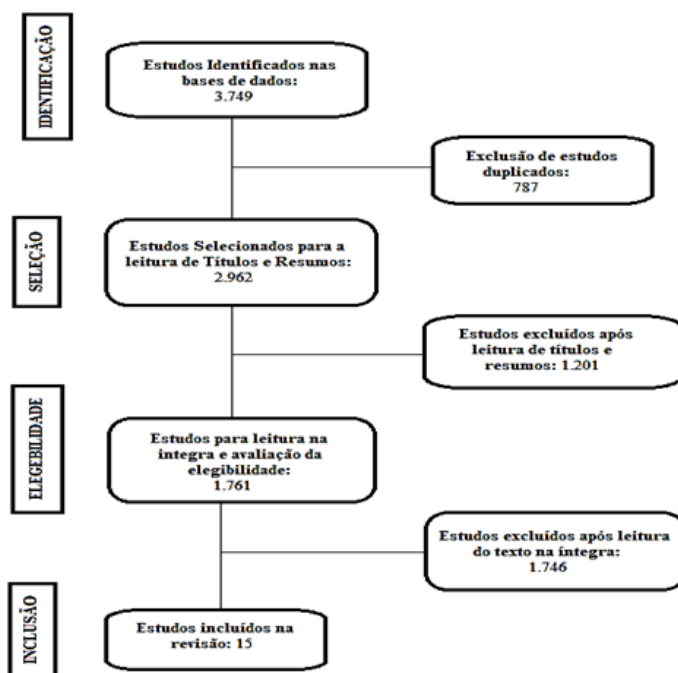 IDENTIFICAÇÃO
Estudos Identificados nas
bases de dados:
3.749
Exclusão de estudos
duplicados:
787
SELEÇÃO
Estudos Selecionados para a
leitura de Títulos e Resumos:
2.962
Estudos excluídos após
leitura de títulos e
resumos: 1.201
ELEGEBILIDADE
Estudos para leitura na
integra e avaliação da
elegibilidade:
1.761
Estudos excluídos após leitura
do texto na íntegra:
1.746
INCLUSÃO
Estudos incluídos na
revisão: 15